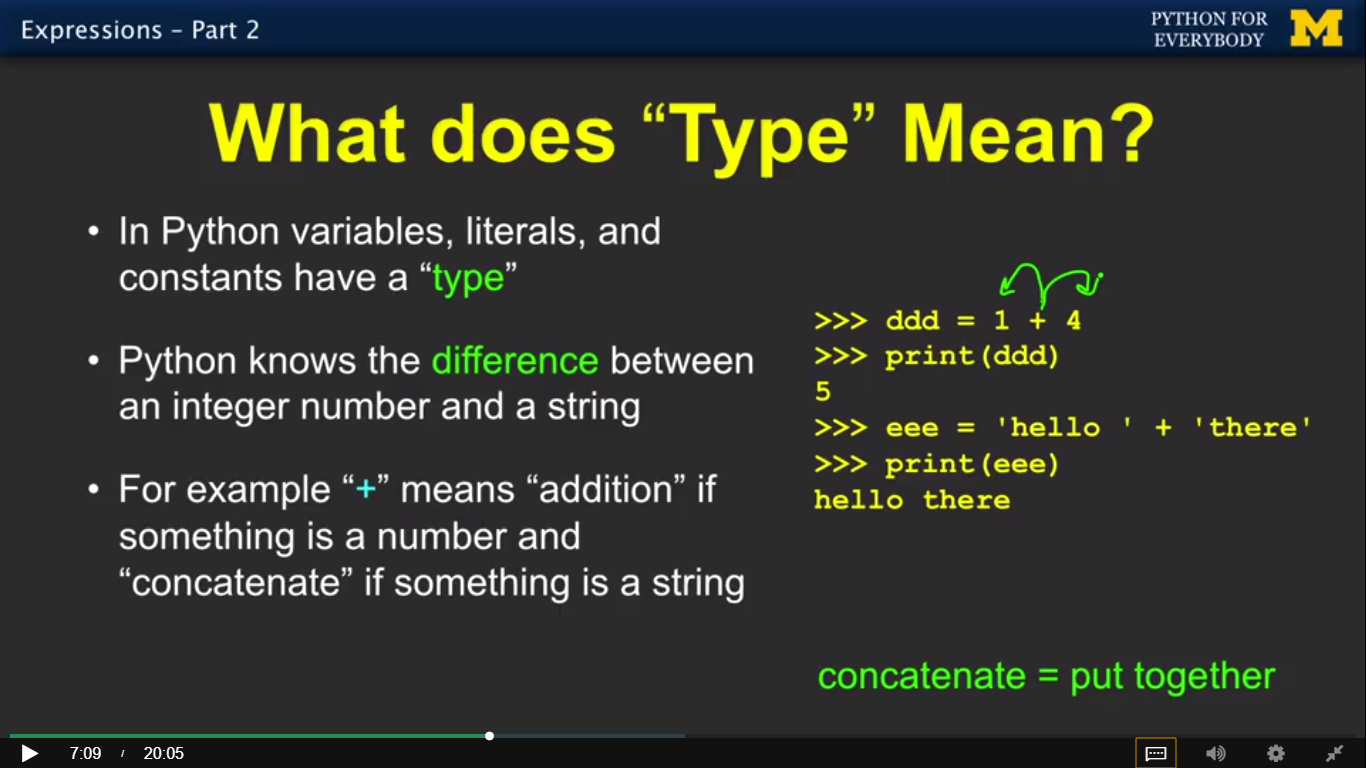 Expressions – Part 2
PYTHON FOR
EVERYBODY
M
What does “Type” Mean?
• In Python variables, literals, and
constants have a “type”
• Python knows the difference between
an integer number and a string
• For example “+” means “addition” if
something is a number and
“concatenate” if something is a string
>>> ddd = 1 + 4
>>> print(ddd)
5
>>> eee = 'hello ' + 'there'
>>> print(eee)
hello there
concatenate = put together
7:09 / 20:05